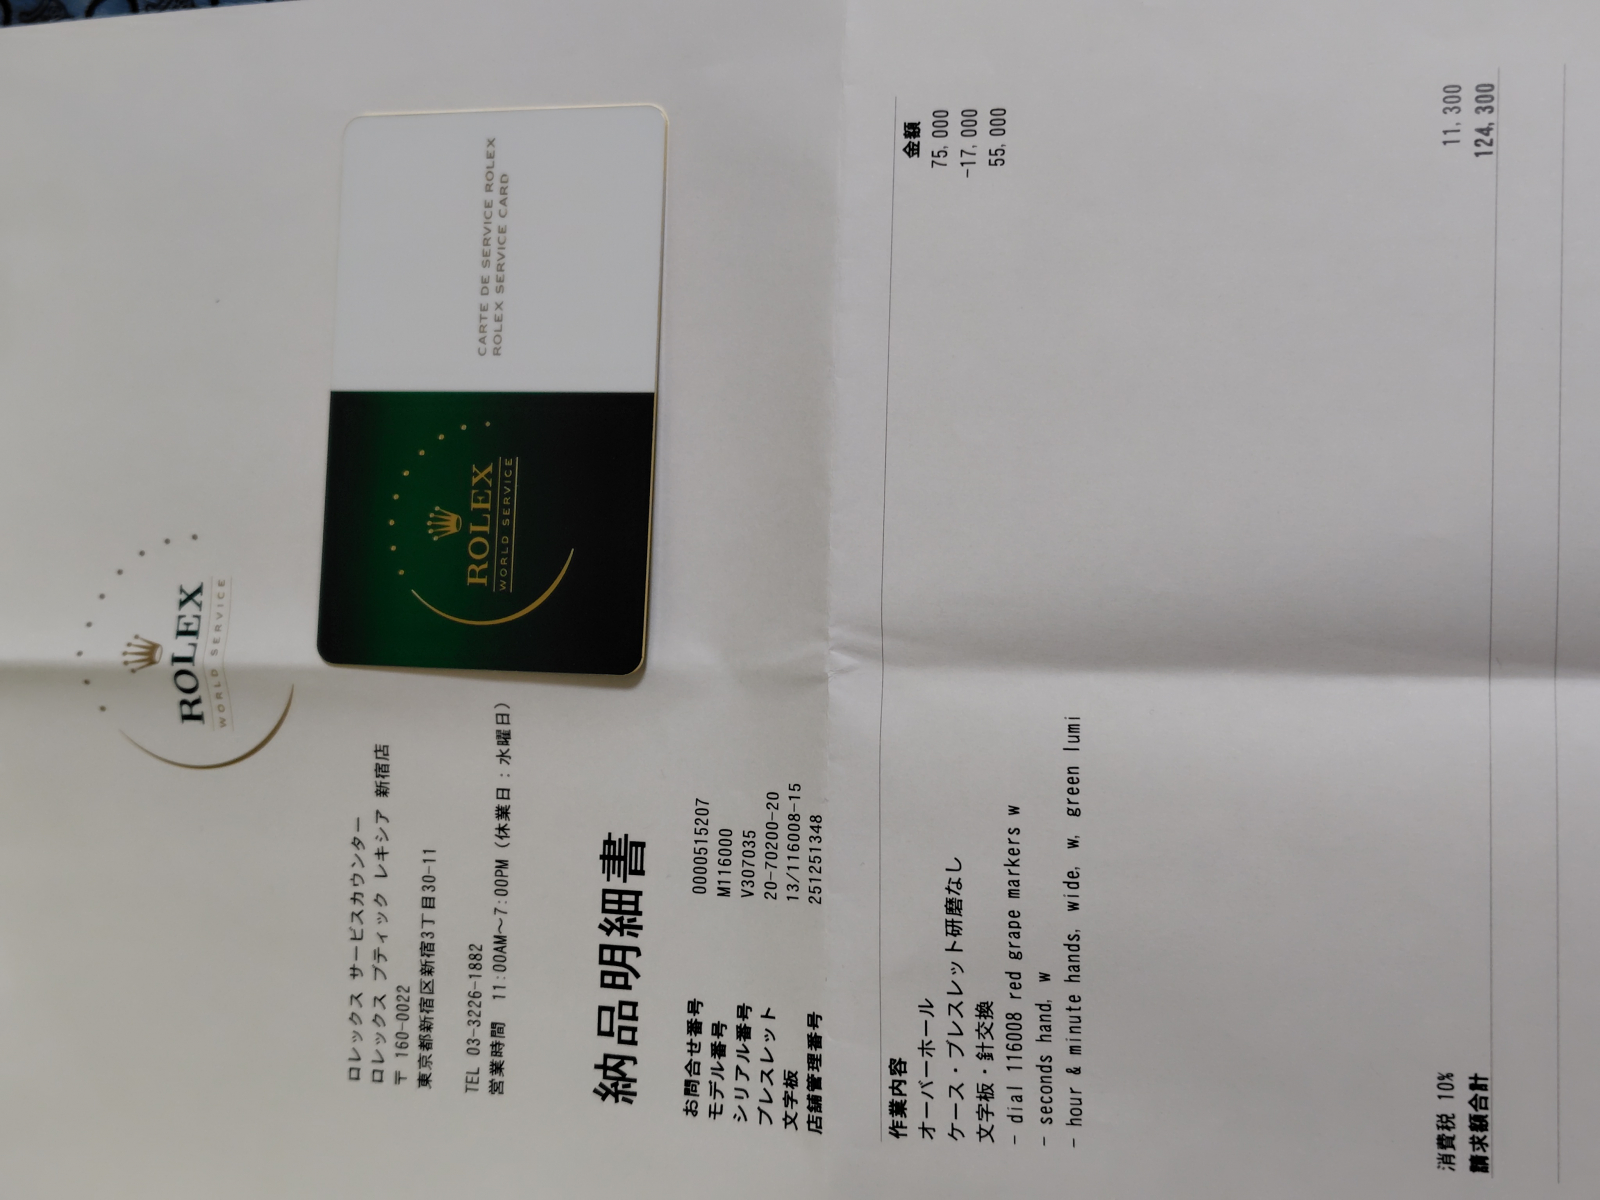 ROLEX
WORLD SERVICE
ロレックス サービスカウンター
ロレックス ブティック レキシア 新宿店
〒 160-0022
東京都新宿区新宿3丁目30-11
TEL 03-3226-1882
営業時間 11:00AM～7:00PM (休業日：水曜日)
ROLEX
WORLD SERVICE
CARTE DE SERVICE ROLEX
ROLEX SERVICE CARD
納品明細書
お問合せ番号 0000515207
モデル番号 M116000
シリアル番号 V307035
ブレスレット 20-70200-20
文字板 13/116008-15
店舗管理番号 251251348
作業内容 金額
オーバーホール 75,000
ケース・ブレスレット研磨なし -17,000
文字板・針交換 55,000
- dial 116008 red grape markers w
- seconds hand, w
- hour & minute hands, wide, w, green lumi
消費税 10% 11,300
請求額合計 124,300